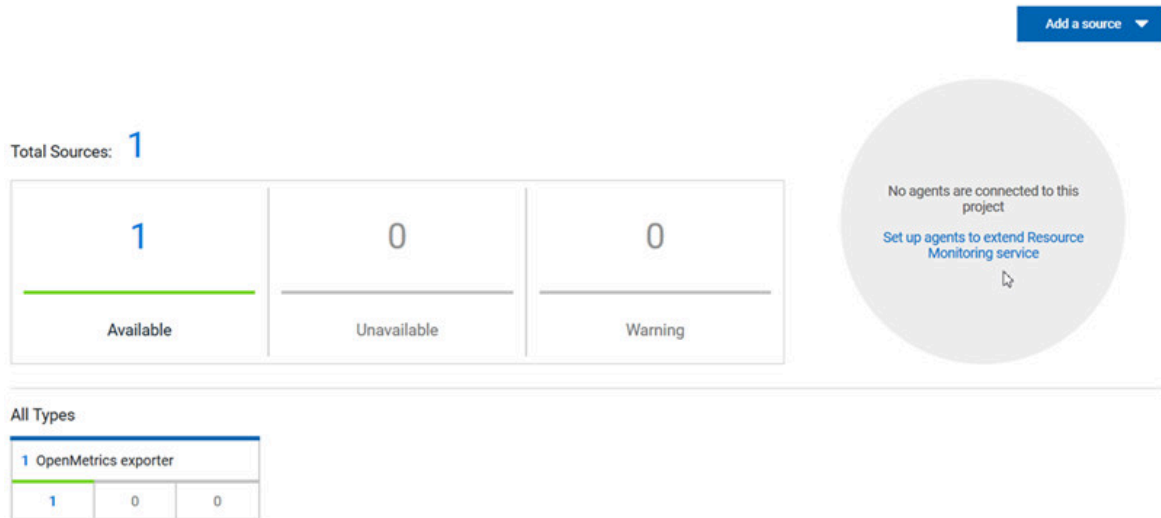 Add a source
Total Sources: 1
1
0
0
Available
Unavailable
Warning
No agents are connected to this
project
Set up agents to extend Resource
Monitoring service
All Types
1 OpenMetrics exporter
1
0
0